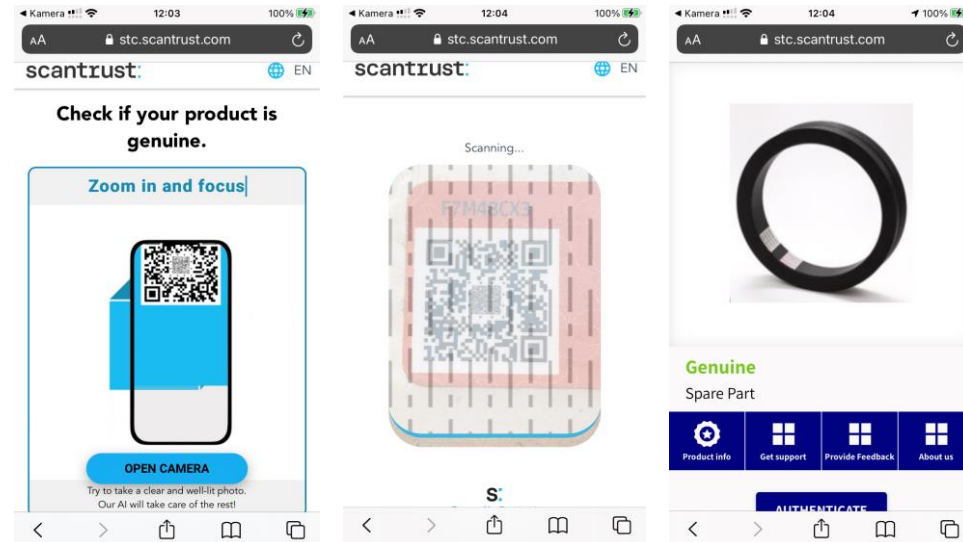 Kamera
12:03
100%
AA
stc.scantrust.com
scantrust:
EN
Check if your product is
genuine.
Zoom in and focus
OPEN CAMERA
Try to take a clear and well-lit photo.
Our AI will take care of the rest!
Kamera
12:04
100%
AA
stc.scantrust.com
scantrust:
EN
Scanning...
F7M48CX3
s:
Kamera
12:04
100%
AA
stc.scantrust.com
Genuine
Spare Part
Product info
Get support
Provide Feedback
About us
AUTHENTICATE